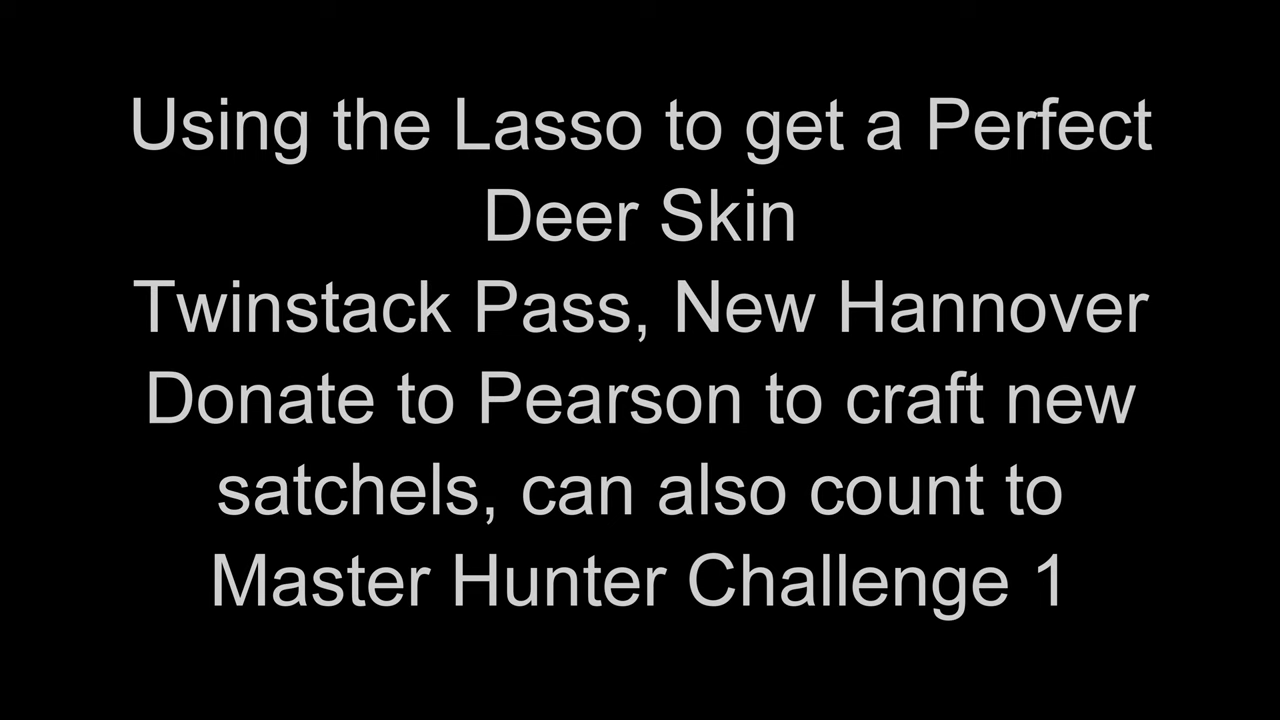 Using the Lasso to get a Perfect
Deer Skin
Twinstack Pass, New Hannover
Donate to Pearson to craft new
satchels, can also count to
Master Hunter Challenge 1